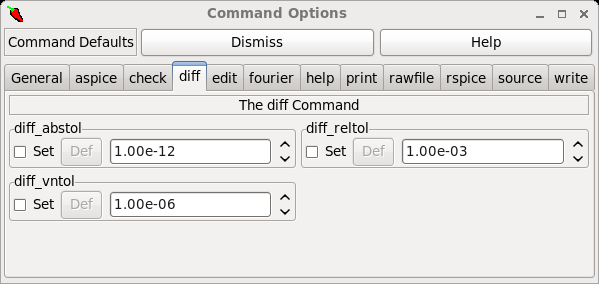 Command Options
Command Defaults Dismiss Help
General aspice check diff edit fourier help print rawfile rspice source write
The diff Command
diff_abstol diff_reltol
Set Def 1.00e-12 Set Def 1.00e-03
diff_vntol
Set Def 1.00e-06